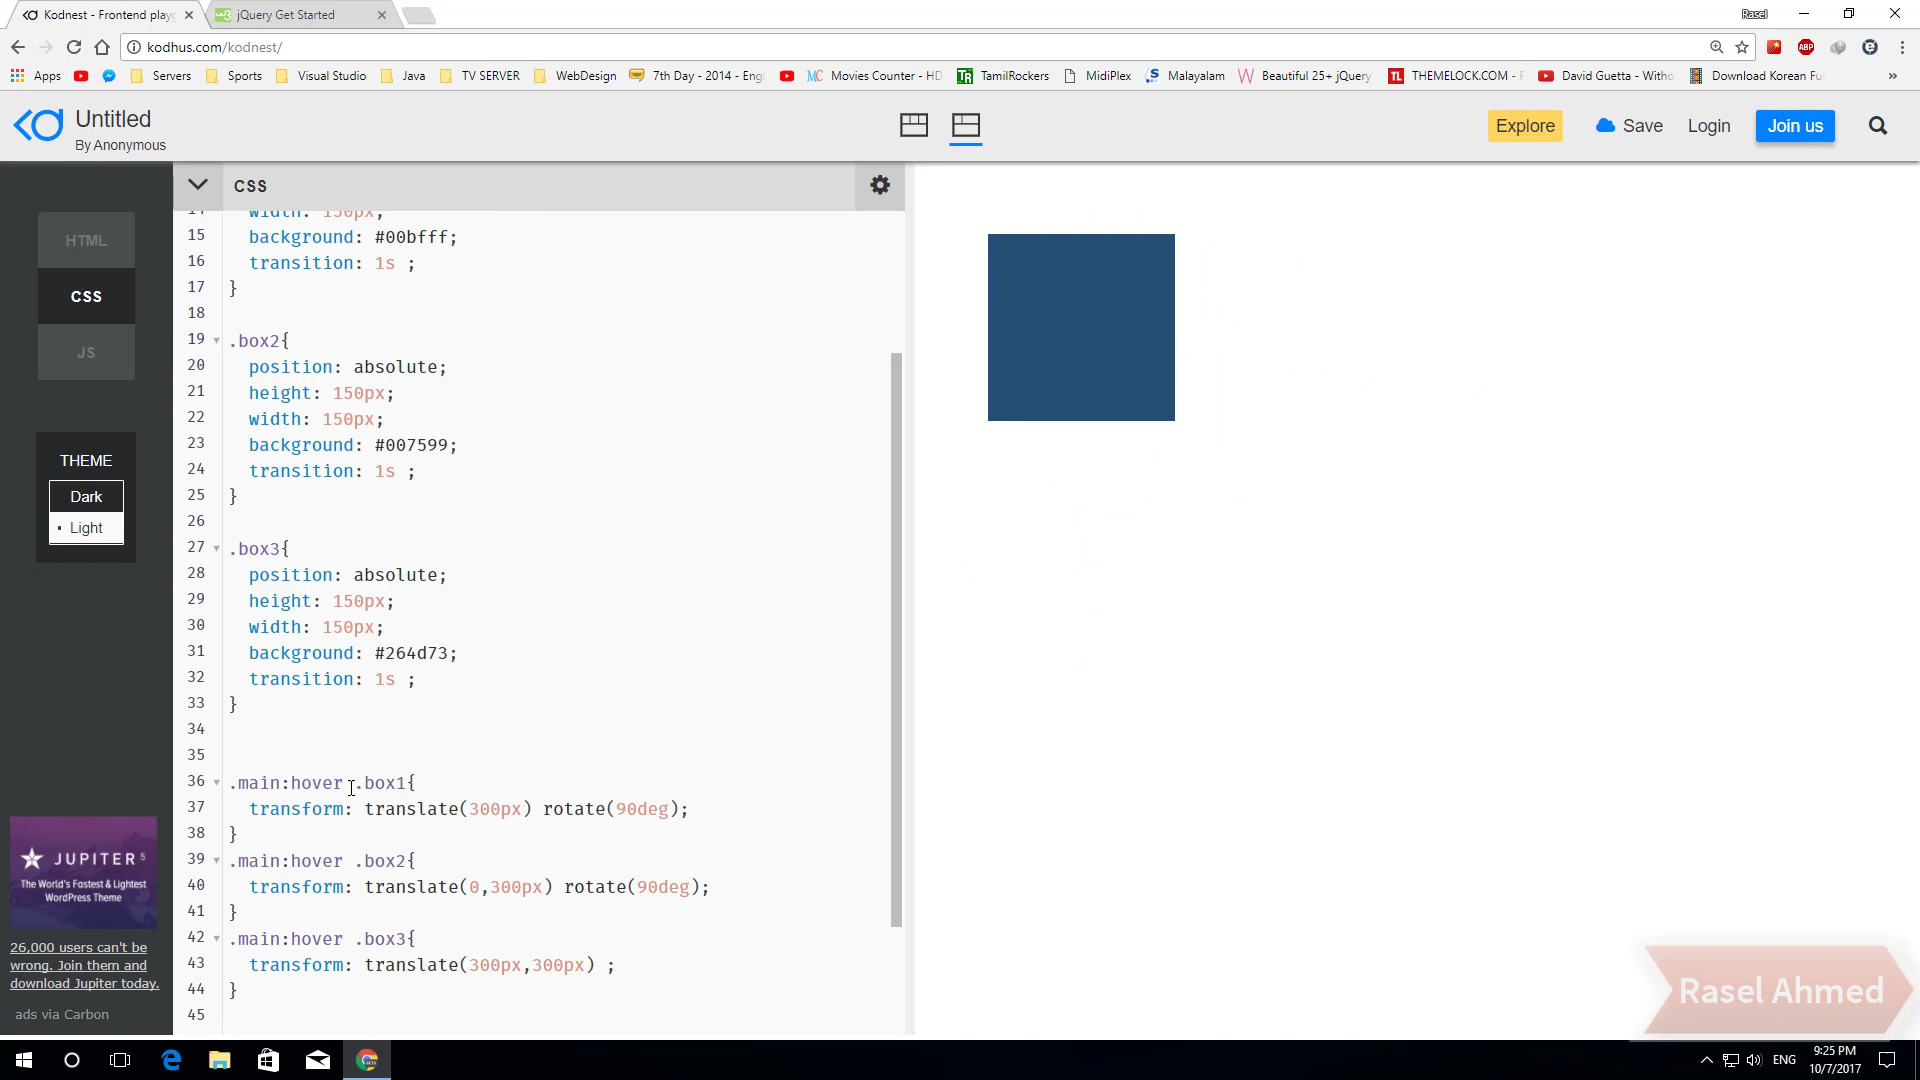 Kodnest - Frontend play
jQuery Get Started
Rasel
kodhus.com/kodnest/
Apps
Servers
Sports
Visual Studio
Java
TV SERVER
WebDesign
7th Day - 2014 - Eng
Movies Counter - HD
TamilRockers
MidiPlex
Malayalam
Beautiful 25+ jQuery
THEMELOCK.COM -
David Guetta - Witho
Download Korean Fu
»
Untitled
By Anonymous
Explore
Save
Login
Join us
HTML
CSS
JS
THEME
Dark
Light
JUPITER 5
The World's Fastest & Lightest
WordPress Theme
26,000 users can't be
wrong. Join them and
download Jupiter today.
ads via Carbon
CSS
14 width: 150px;
15 background: #00bfff;
16 transition: 1s ;
17 }
18
19 .box2{
20 position: absolute;
21 height: 150px;
22 width: 150px;
23 background: #007599;
24 transition: 1s ;
25 }
26
27 .box3{
28 position: absolute;
29 height: 150px;
30 width: 150px;
31 background: #264d73;
32 transition: 1s ;
33 }
34
35
36 .main:hover .box1{
37 transform: translate(300px) rotate(90deg);
38 }
39 .main:hover .box2{
40 transform: translate(0,300px) rotate(90deg);
41 }
42 .main:hover .box3{
43 transform: translate(300px,300px) ;
44 }
45
Rasel Ahmed
ENG
9:25 PM
10/7/2017